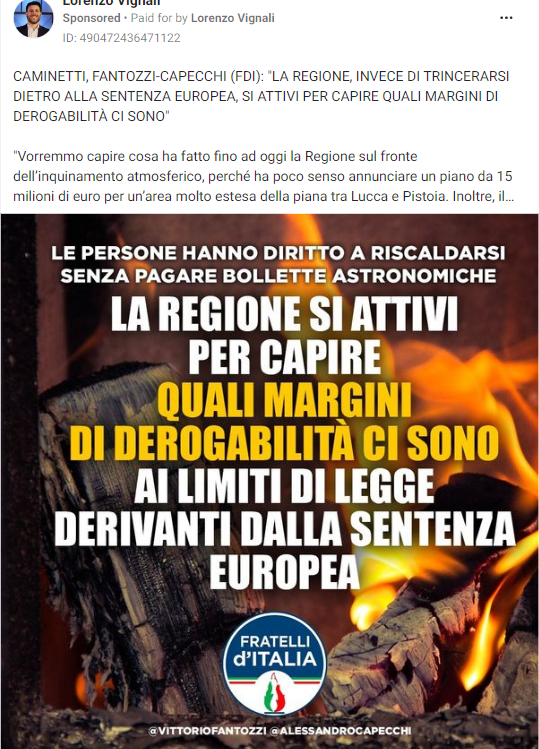 Lorenzo Vignali
Sponsored • Paid for by Lorenzo Vignali
ID: 490472436471122
CAMINETTI, FANTOZZI-CAPECCHI (FDI): "LA REGIONE, INVECE DI TRINCERARSI
DIETRO ALLA SENTENZA EUROPEA, SI ATTIVI PER CAPIRE QUALI MARGINI DI
DEROGABILITÀ CI SONO"
"Vorremmo capire cosa ha fatto fino ad oggi la Regione sul fronte
dell'inquinamento atmosferico, perché ha poco senso annunciare un piano da 15
milioni di euro per un'area molto estesa della piana tra Lucca e Pistoia. Inoltre, il...
LE PERSONE HANNO DIRITTO A RISCALDARSI
SENZA PAGARE BOLLETTE ASTRONOMICHE
LA REGIONE SI ATTIVI
PER CAPIRE
QUALI MARGINI
DI DEROGABILITÀ CI SONO
AI LIMITI DI LEGGE
DERIVANTI DALLA SENTENZA
EUROPEA
FRATELLI
d'ITALIA
@VITTORIOFANTOZZI @ALESSANDROCAPECCHI